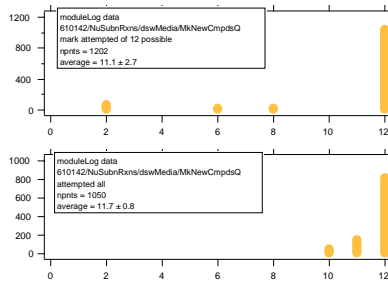 1200
800
400
0
moduleLog data
610142/NuSubnRxns/dswMedia/MkNewCmpdsQ
mark attempted of 12 possible
npnts = 1202
average = 11.1 ± 2.7
0 2 4 6 8 10 12
1000
800
600
400
200
0
moduleLog data
610142/NuSubnRxns/dswMedia/MkNewCmpdsQ
attempted all
npnts = 1050
average = 11.7 ± 0.8
0 2 4 6 8 10 12